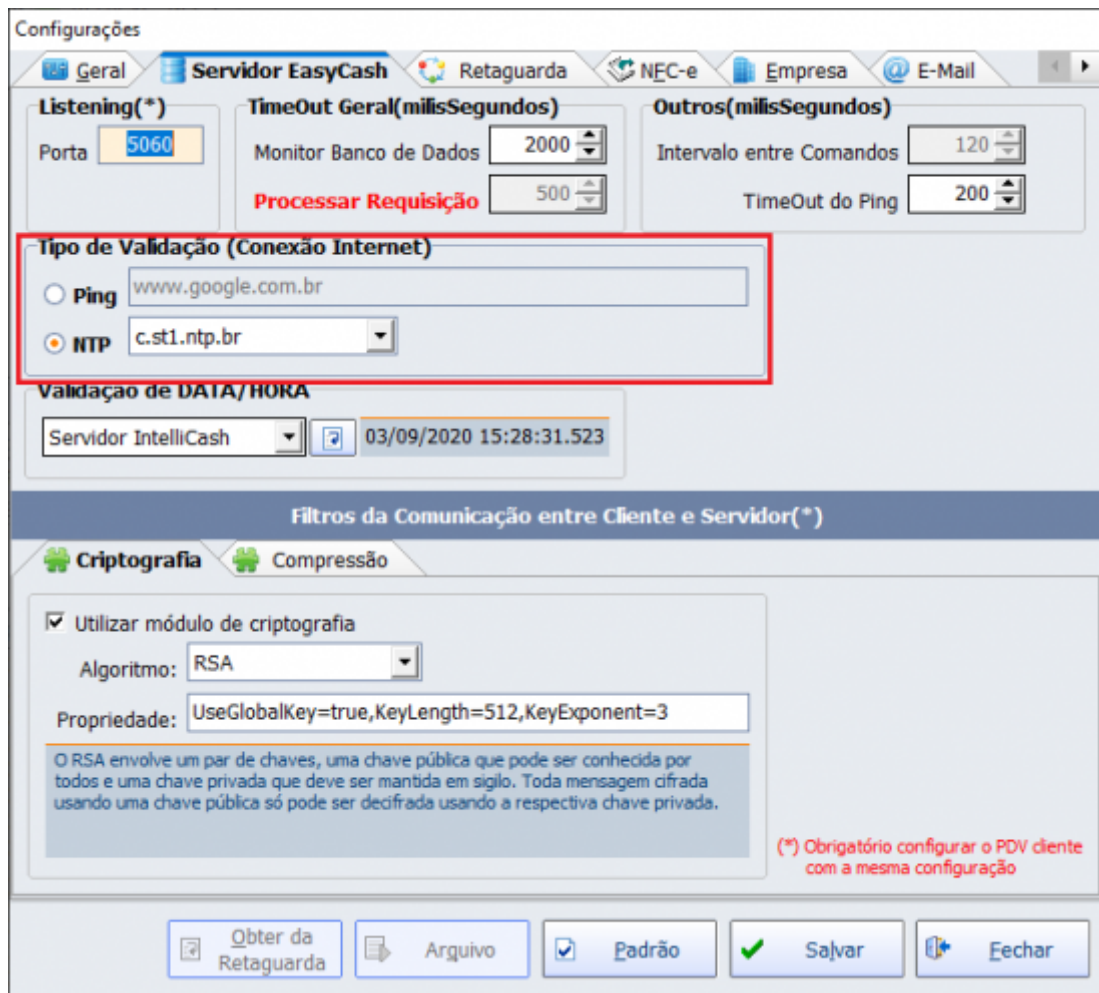 Configurações
Geral Servidor EasyCash Retaguarda NFC-e Empresa E-Mail
Listening(*) TimeOut Geral(milisSegundos) Outros(milisSegundos)
Porta 5060 Monitor Banco de Dados 2000 Intervalo entre Comandos 120
Processar Requisição 500 TimeOut do Ping 200
Tipo de Validação (Conexão Internet)
Ping www.google.com.br
NTP c.st1.ntp.br
Validação de DATA/HORA
Servidor IntelliCash 03/09/2020 15:28:31.523
Filtros da Comunicação entre Cliente e Servidor(*)
Criptografia Compressão
Utilizar módulo de criptografia
Algoritmo: RSA
Propriedade: UseGlobalKey=true,KeyLength=512,KeyExponent=3
O RSA envolve um par de chaves, uma chave pública que pode ser conhecida por
todos e uma chave privada que deve ser mantida em sigilo. Toda mensagem cifrada
usando uma chave pública só pode ser decifrada usando a respectiva chave privada.
(*) Obrigatório configurar o PDV cliente
com a mesma configuração
Obter da
Retaguarda
Arquivo Padrão Salvar Fechar